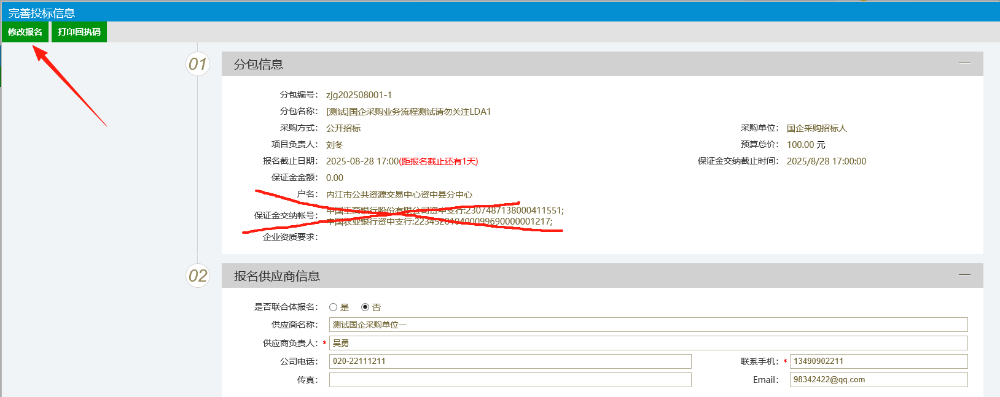 完善投标信息
修改报名 打印回执码
01 分包信息
分包编号： zjg202508001-1
分包名称： [测试]国企采购业务流程测试请勿关注LDA1
采购方式： 公开招标 采购单位： 国企采购招标人
项目负责人： 刘冬 预算总价： 100.00 元
报名截止日期： 2025-08-28 17:00(距报名截止还有1天) 保证金交纳截止时间： 2025/8/28 17:00:00
保证金金额： 0.00
户名： 内江市公共资源交易中心资中县分中心
保证金交纳帐号： 中国工商银行股份有限公司资中支行:2307487138000411551;
中国农业银行资中支行:22345201040009969000000 1217;
企业资质要求：
02 报名供应商信息
是否联合体报名： 是 否
供应商名称： 测试国企采购单位一
供应商负责人： * 吴勇
公司电话： 020-22111211 联系手机： * 13490902211
传真： Email： 98342422@qq.com